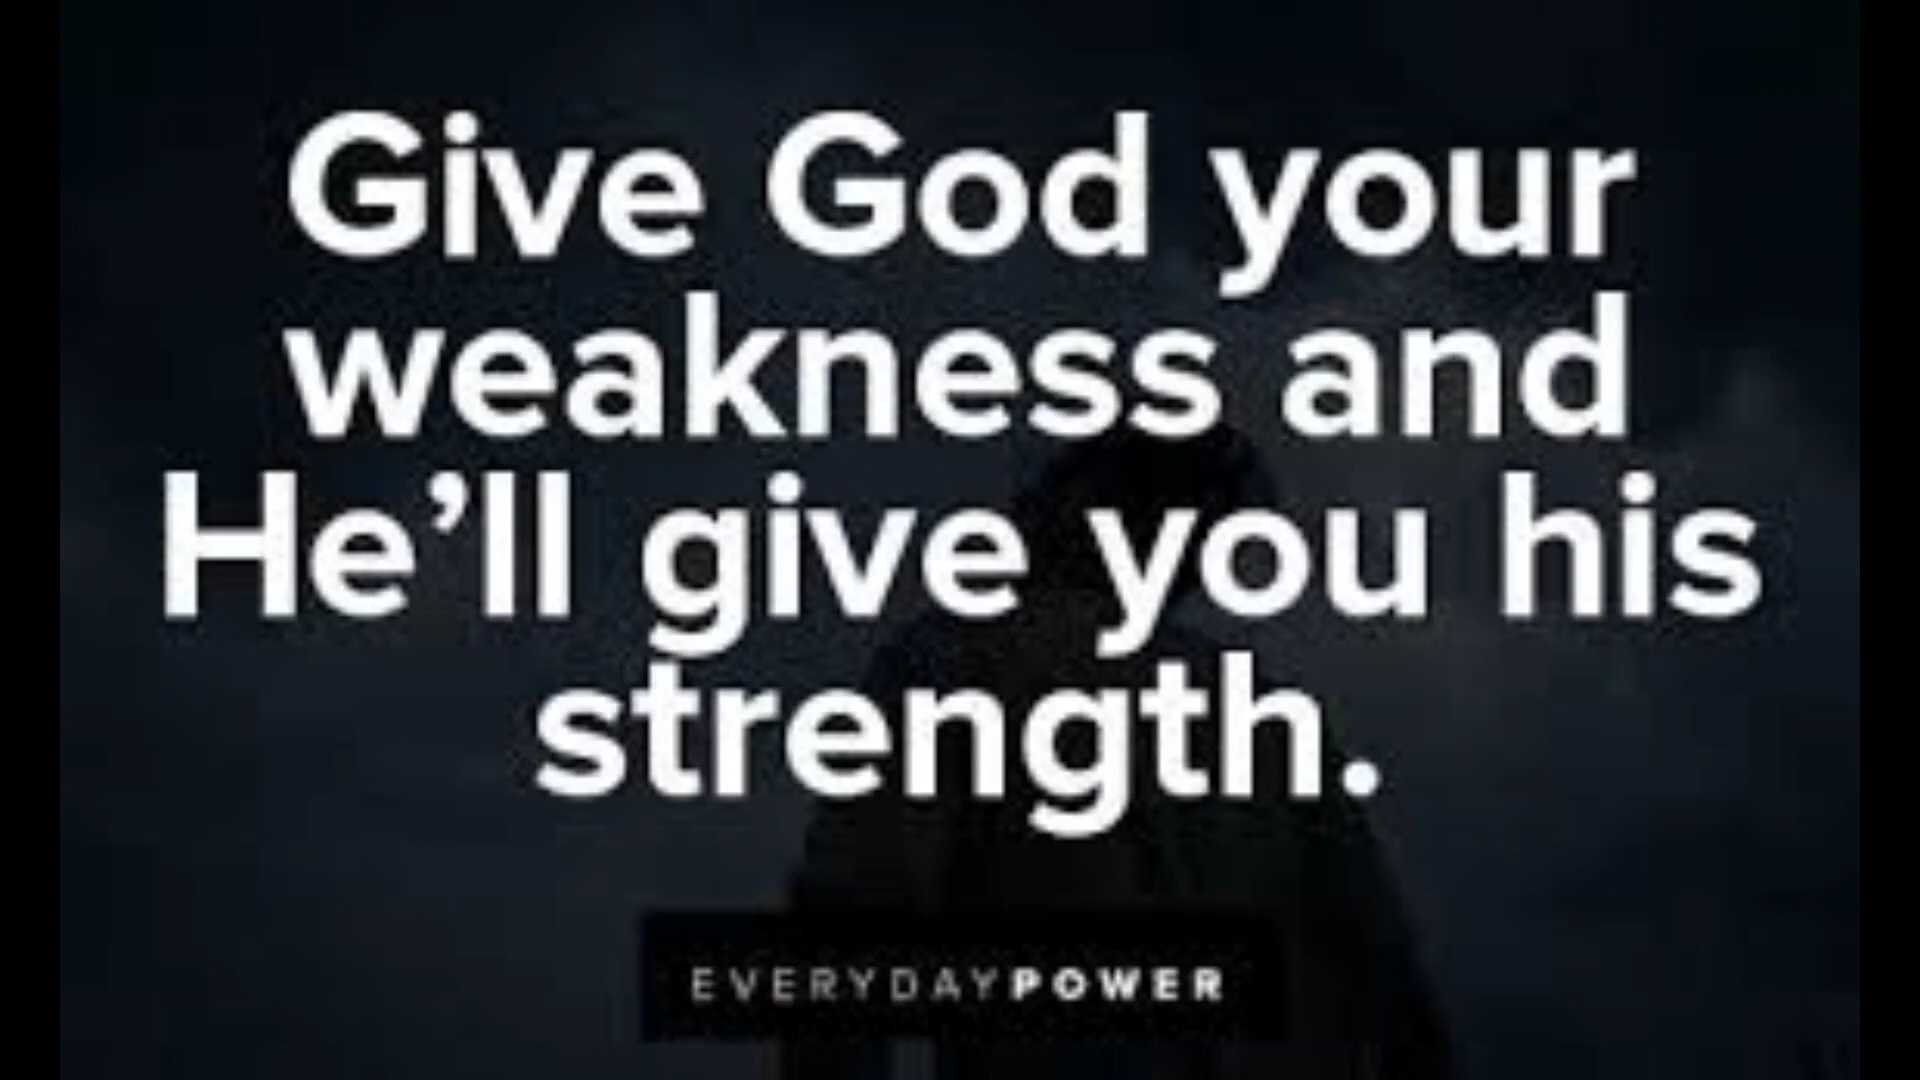 Give God your
weakness and
He’ll give you his
strength.
EVERYDAYPOWER